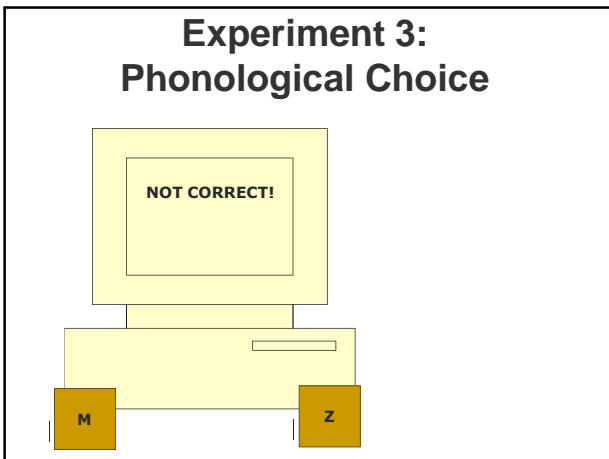 Experiment 3:
Phonological Choice
NOT CORRECT!
M
Z